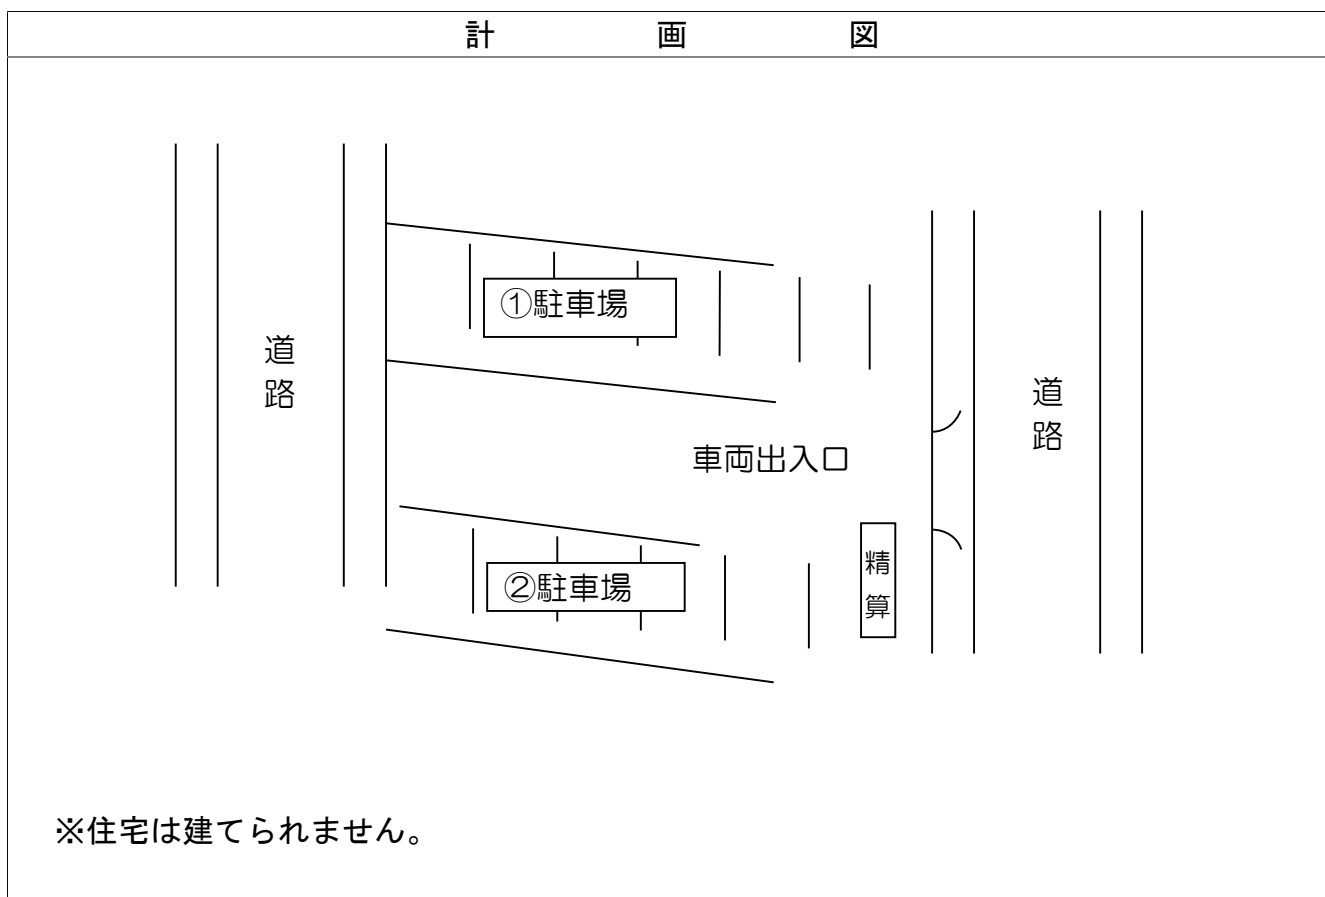 計画図
①駐車場
道路
道路
車両出入口
精算
②駐車場
※住宅は建てられません。